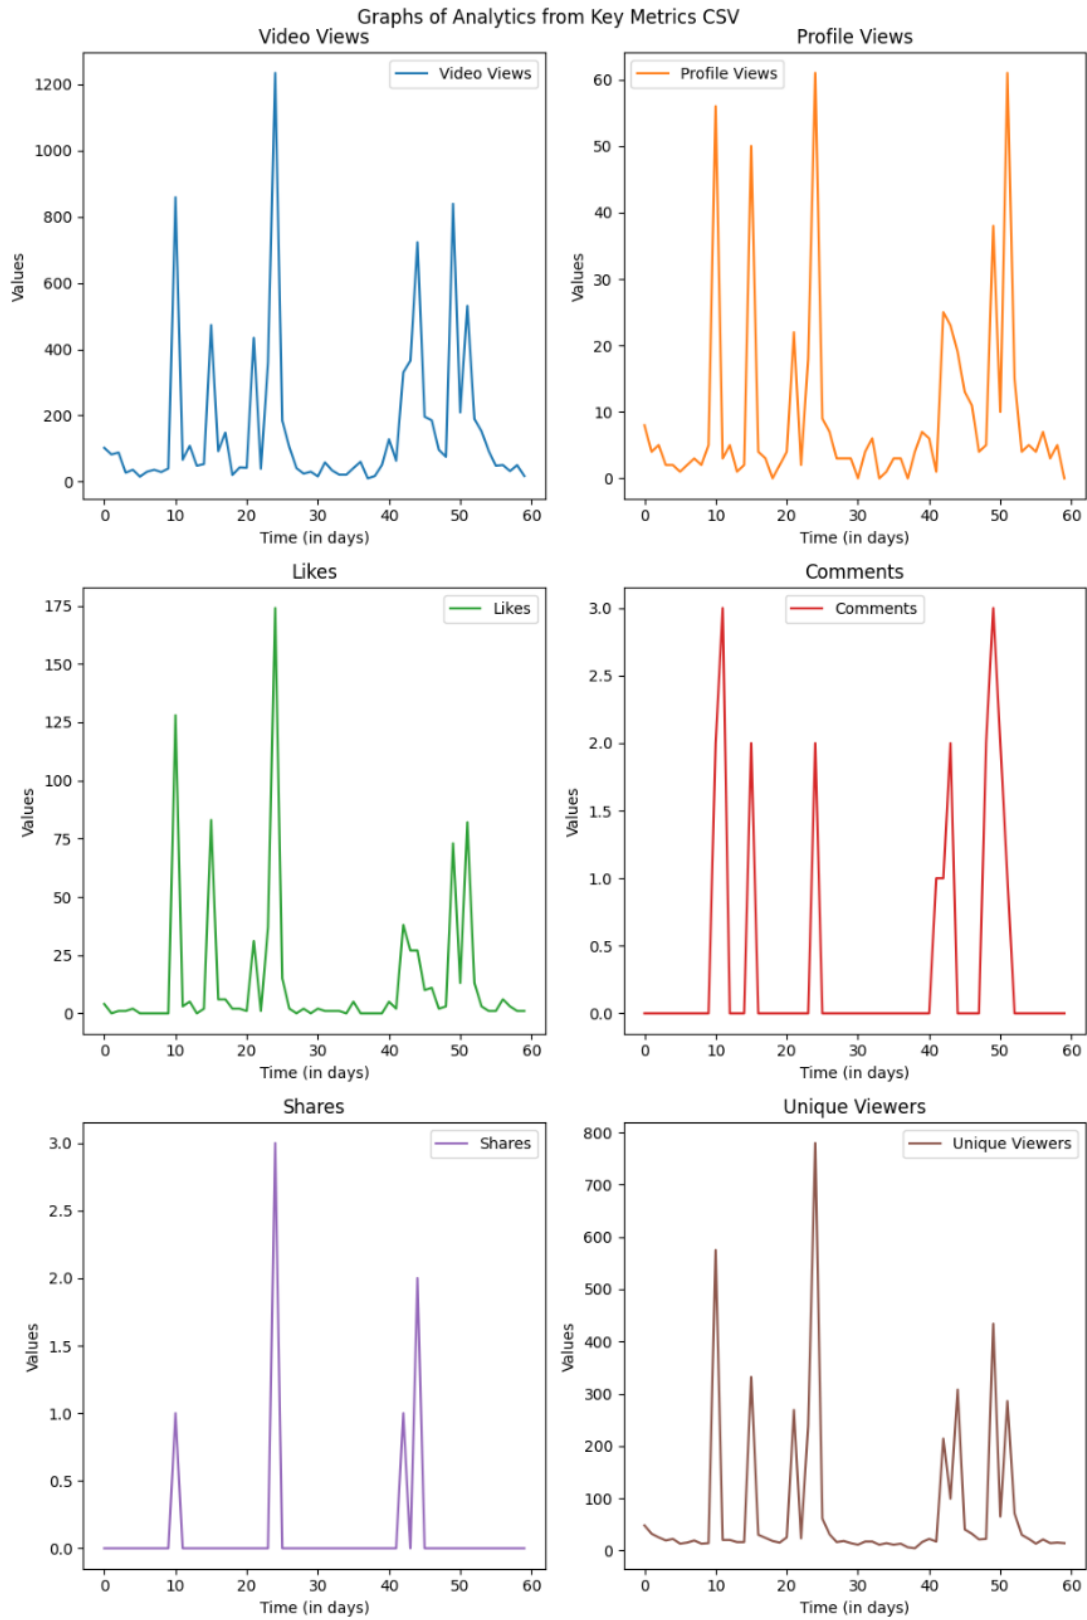 Graphs of Analytics from Key Metrics CSV
Video Views
Video Views
1200
1000
800
600
400
200
0
Values
0 10 20 30 40 50 60
Time (in days)
Profile Views
Profile Views
60
50
40
30
20
10
0
Values
0 10 20 30 40 50 60
Time (in days)
Likes
Likes
175
150
125
100
75
50
25
0
Values
0 10 20 30 40 50 60
Time (in days)
Comments
Comments
3.0
2.5
2.0
1.5
1.0
0.5
0.0
Values
0 10 20 30 40 50 60
Time (in days)
Shares
Shares
3.0
2.5
2.0
1.5
1.0
0.5
0.0
Values
0 10 20 30 40 50 60
Time (in days)
Unique Viewers
Unique Viewers
800
700
600
500
400
300
200
100
0
Values
0 10 20 30 40 50 60
Time (in days)